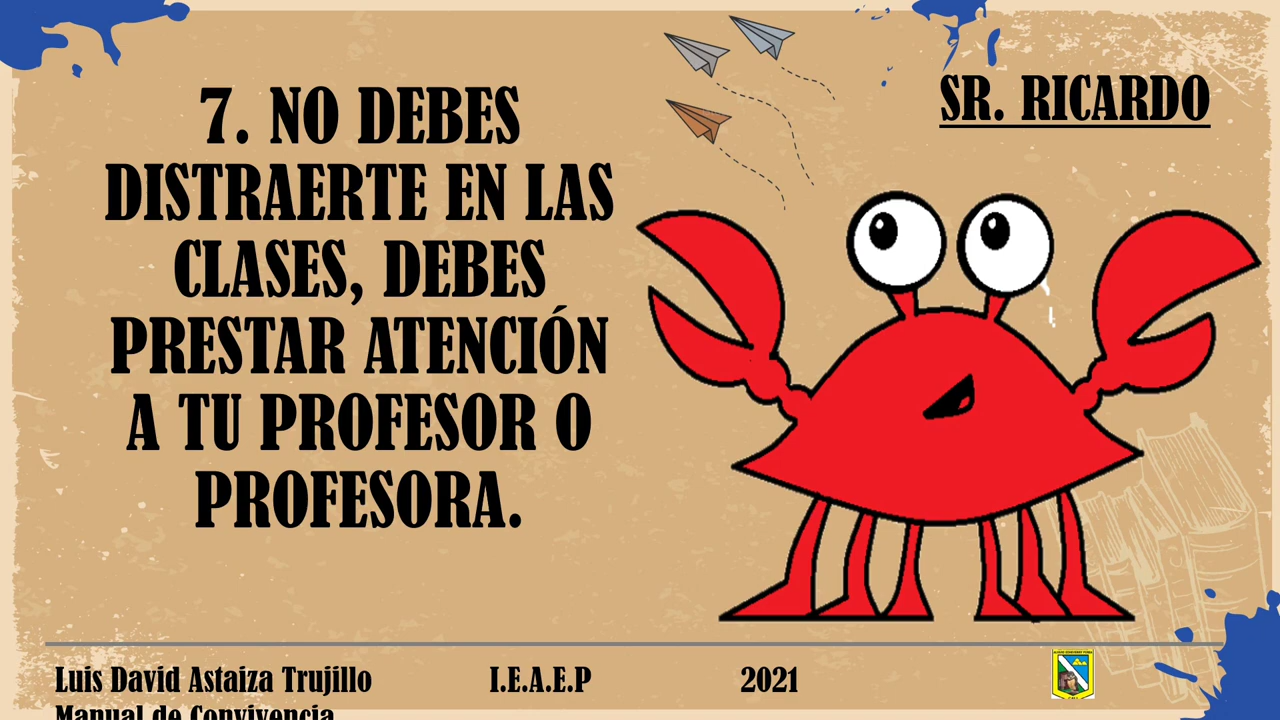 7. NO DEBES
DISTRAERTE EN LAS
CLASES, DEBES
PRESTAR ATENCIÓN
A TU PROFESOR O
PROFESORA.
SR. RICARDO
Luis David Astaiza Trujillo
Manual de Convivencia
I.E.A.E.P
2021